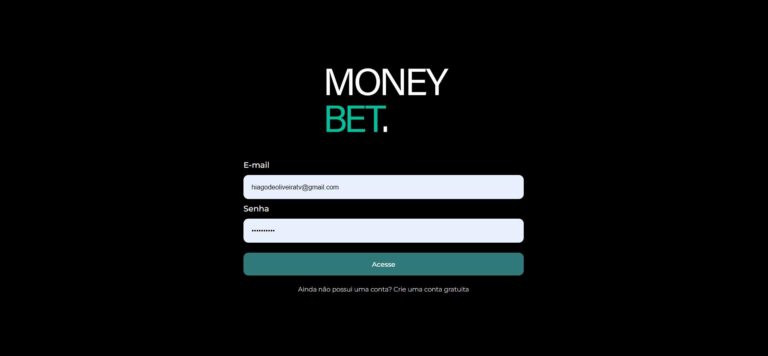 MONEY
BET.
E-mail
hiagodeoliveiratv@gmail.com
Senha
••••••••••
Acesse
Ainda não possui uma conta? Crie uma conta gratuita